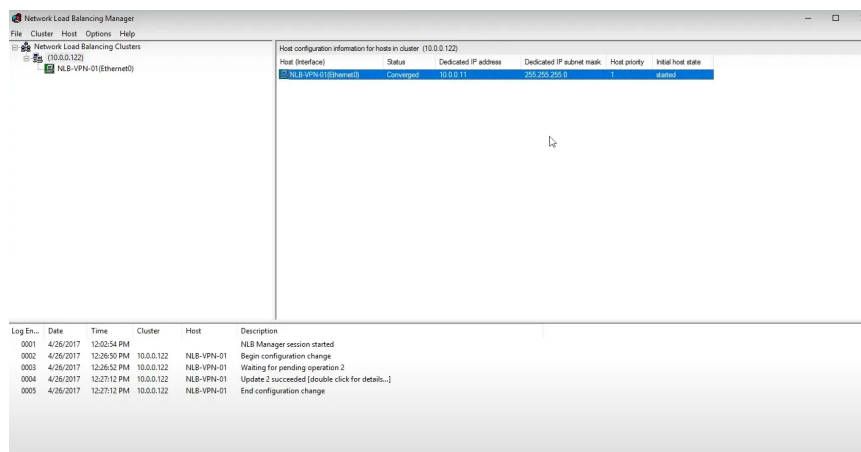 Network Load Balancing Manager
File Cluster Host Options Help
Network Load Balancing Clusters
(10.0.0.122)
NLB-VPN-01(Ethernet0)
Host configuration information for hosts in cluster (10.0.0.122)
Host (Interface) Status Dedicated IP address Dedicated IP subnet mask Host priority Initial host state
NLB-VPN-01(Ethernet0) Converged 10.0.0.11 255.255.255.0 1 started
Log En... Date Time Cluster Host Description
0001 4/26/2017 12:02:54 PM NLB Manager session started
0002 4/26/2017 12:26:50 PM 10.0.0.122 NLB-VPN-01 Begin configuration change
0003 4/26/2017 12:26:52 PM 10.0.0.122 NLB-VPN-01 Waiting for pending operation 2
0004 4/26/2017 12:27:12 PM 10.0.0.122 NLB-VPN-01 Update 2 succeeded [double click for details...]
0005 4/26/2017 12:27:12 PM 10.0.0.122 NLB-VPN-01 End configuration change